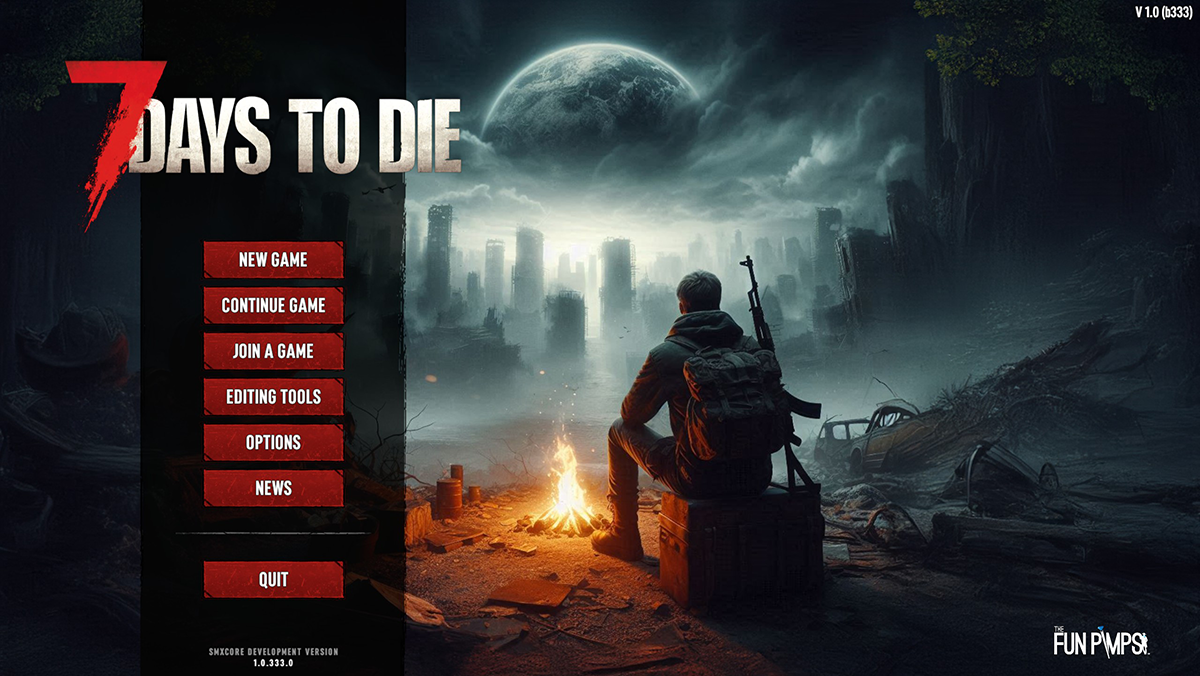 V 1.0 (b333)
7 DAYS TO DIE
NEW GAME
CONTINUE GAME
JOIN A GAME
EDITING TOOLS
OPTIONS
NEWS
QUIT
SMXCORE DEVELOPMENT VERSION
1.0.333.0
THE
FUN PIMPS